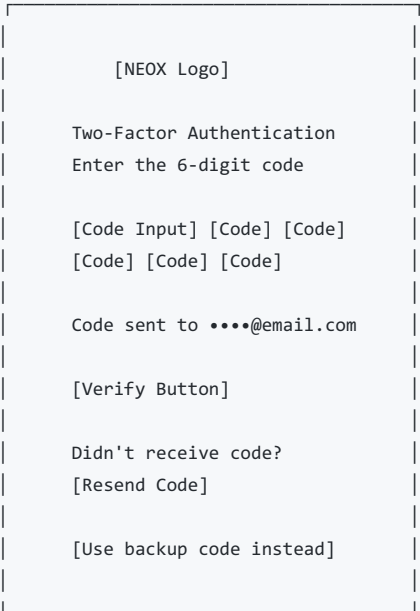 [NEOX Logo]
Two-Factor Authentication
Enter the 6-digit code
[Code Input] [Code] [Code]
[Code] [Code] [Code]
Code sent to ••••@email.com
[Verify Button]
Didn't receive code?
[Resend Code]
[Use backup code instead]